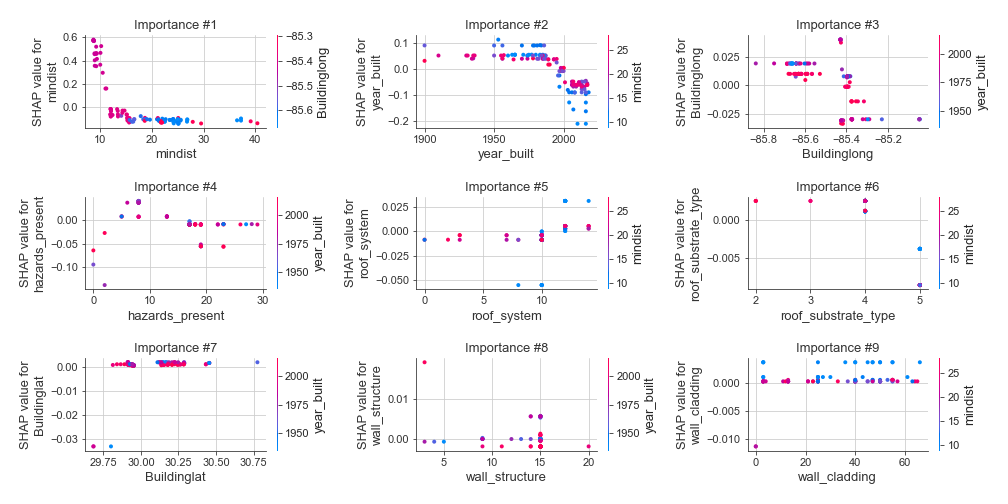 Importance #1
SHAP value for
mindist
0.6
0.4
0.2
0.0
10
20
30
40
mindist
−85.3
−85.4
−85.5
−85.6
Buildinglong
Importance #2
SHAP value for
year_built
0.1
0.0
−0.1
−0.2
1900
1950
2000
year_built
25
20
15
10
mindist
Importance #3
SHAP value for
Buildinglong
0.025
0.000
−0.025
−85.8
−85.6
−85.4
−85.2
Buildinglong
2000
1975
1950
year_built
Importance #4
SHAP value for
hazards_present
0.00
−0.05
−0.10
0
10
20
30
hazards_present
2000
1975
1950
year_built
Importance #5
SHAP value for
roof_system
0.025
0.000
−0.025
−0.050
0
5
10
roof_system
25
20
15
10
mindist
Importance #6
SHAP value for
roof_substrate_type
0.000
−0.005
2
3
4
5
roof_substrate_type
25
20
15
10
mindist
Importance #7
SHAP value for
Buildinglat
0.00
−0.01
−0.02
−0.03
29.75
30.00
30.25
30.50
30.75
Buildinglat
2000
1975
1950
year_built
Importance #8
SHAP value for
wall_structure
0.01
0.00
5
10
15
20
wall_structure
2000
1975
1950
year_built
Importance #9
SHAP value for
wall_cladding
0.000
−0.005
−0.010
0
20
40
60
wall_cladding
25
20
15
10
mindist